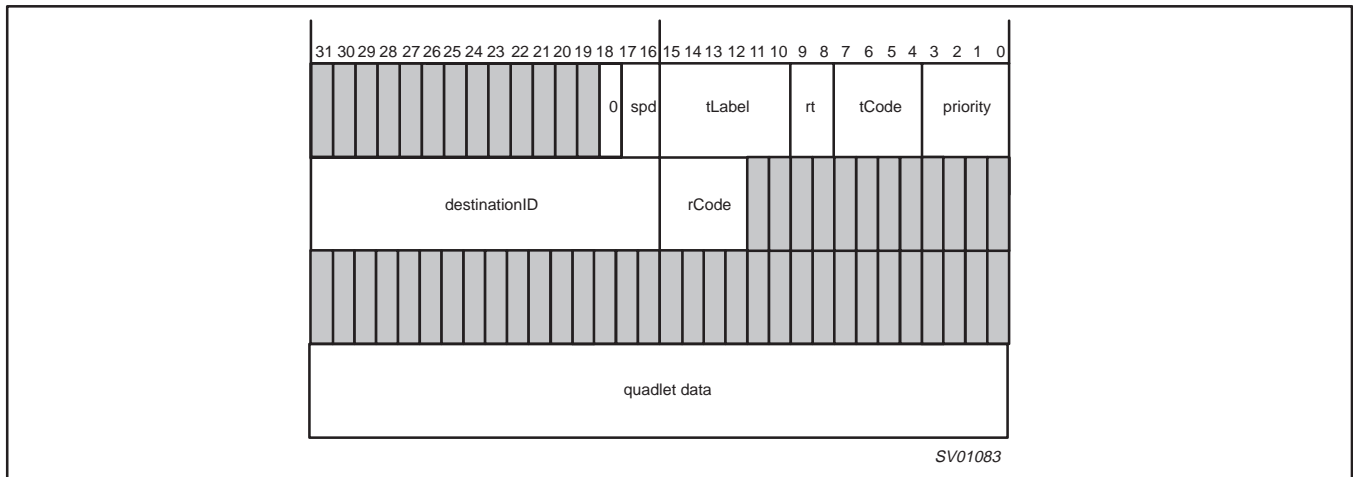 31 30 29 28 27 26 25 24 23 22 21 20 19 18 17 16 15 14 13 12 11 10 9 8 7 6 5 4 3 2 1 0
0 spd tLabel rt tCode priority
destinationID rCode
quadlet data
SV01083